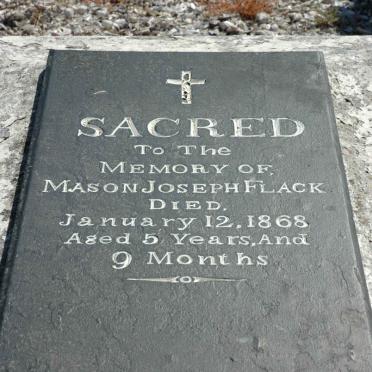 SACRED
To The
MEMORY OF.
MASON JOSEPH FLACK
DIED.
January 12, 1868
Aged 5 Years, And
9 Months